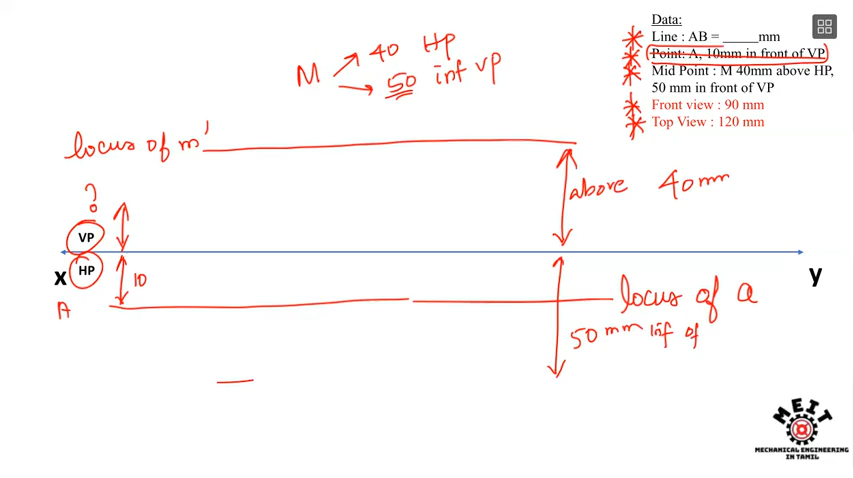 Data:
Line : AB = _____mm
Point: A, 10mm in front of VP
Mid Point : M 40mm above HP,
50 mm in front of VP
Front view : 90 mm
Top View : 120 mm
M 40 HP
50 inf VP
locus of m'
above 40mm
?
VP
HP
X
y
10
A
locus of a
50 mm inf of
MEIT
MECHANICAL ENGINEERING
IN TAMIL